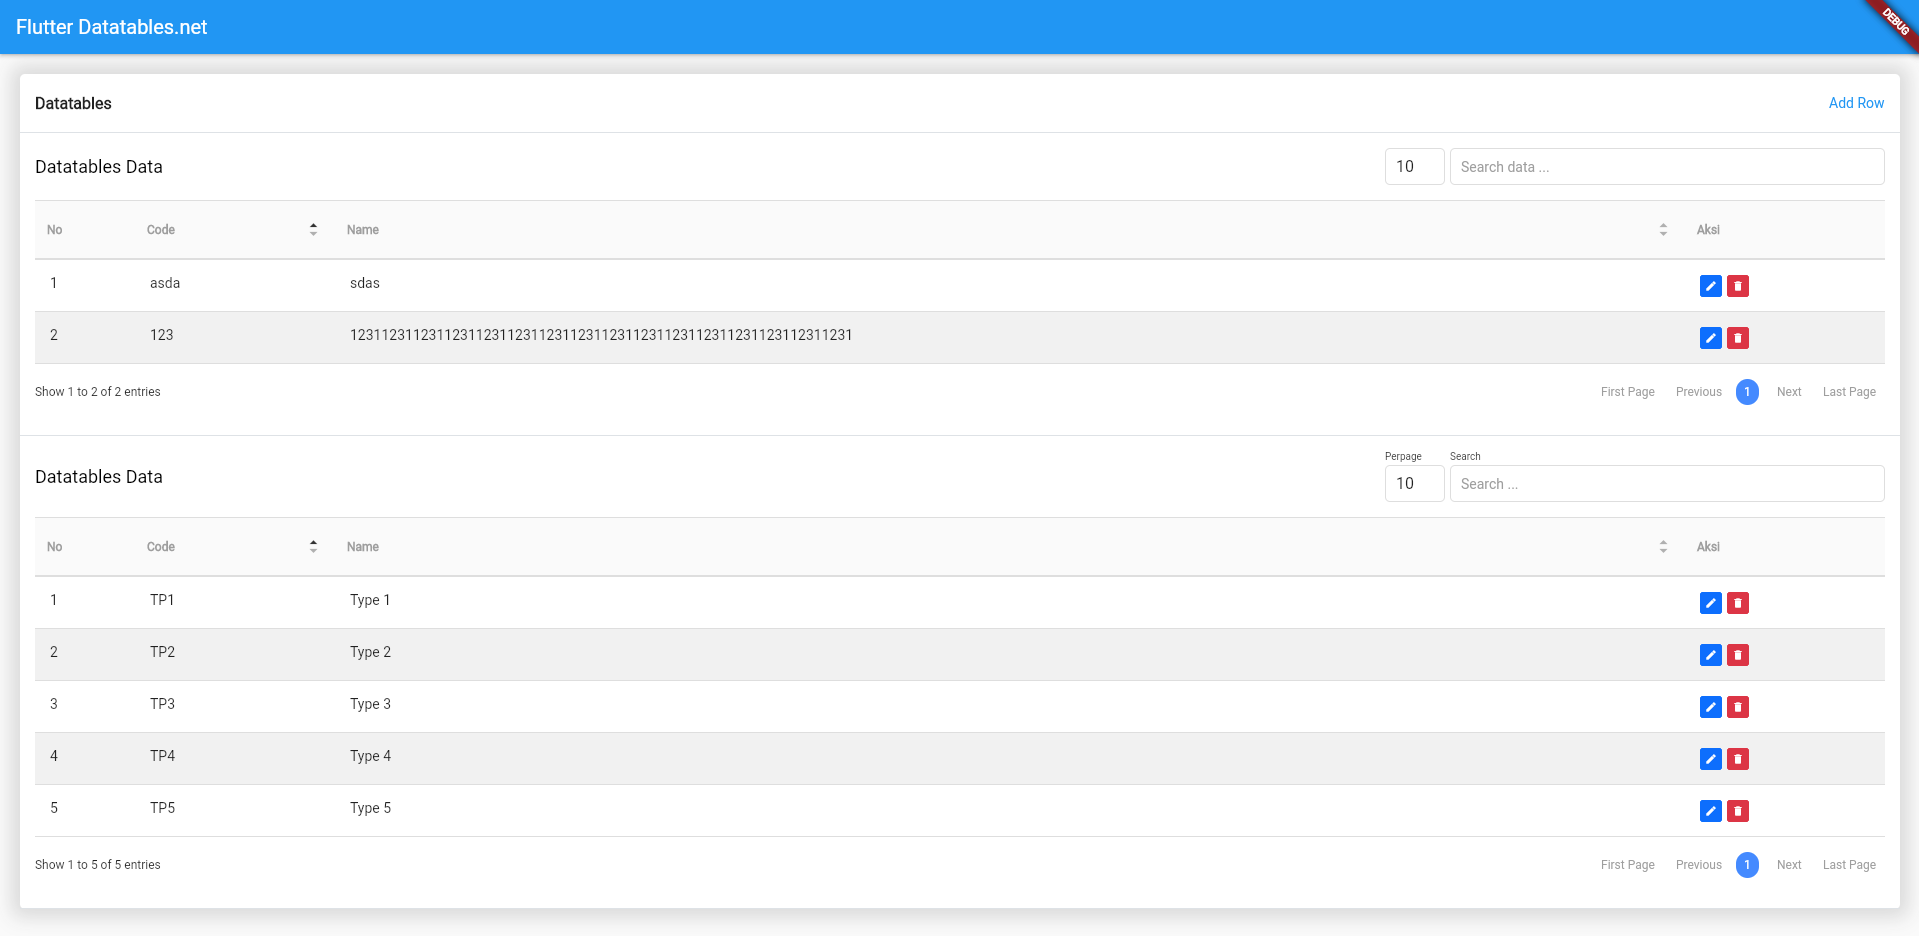 Flutter Datatables.net
DEBUG
Datatables
Add Row
Datatables Data
10
Search data ...
No Code Name Aksi
1 asda sdas
2 123 1231123112311231123112311231123112311231123112311231123112311231
Show 1 to 2 of 2 entries
First Page Previous 1 Next Last Page
Perpage Search
Datatables Data
10
Search ...
No Code Name Aksi
1 TP1 Type 1
2 TP2 Type 2
3 TP3 Type 3
4 TP4 Type 4
5 TP5 Type 5
Show 1 to 5 of 5 entries
First Page Previous 1 Next Last Page